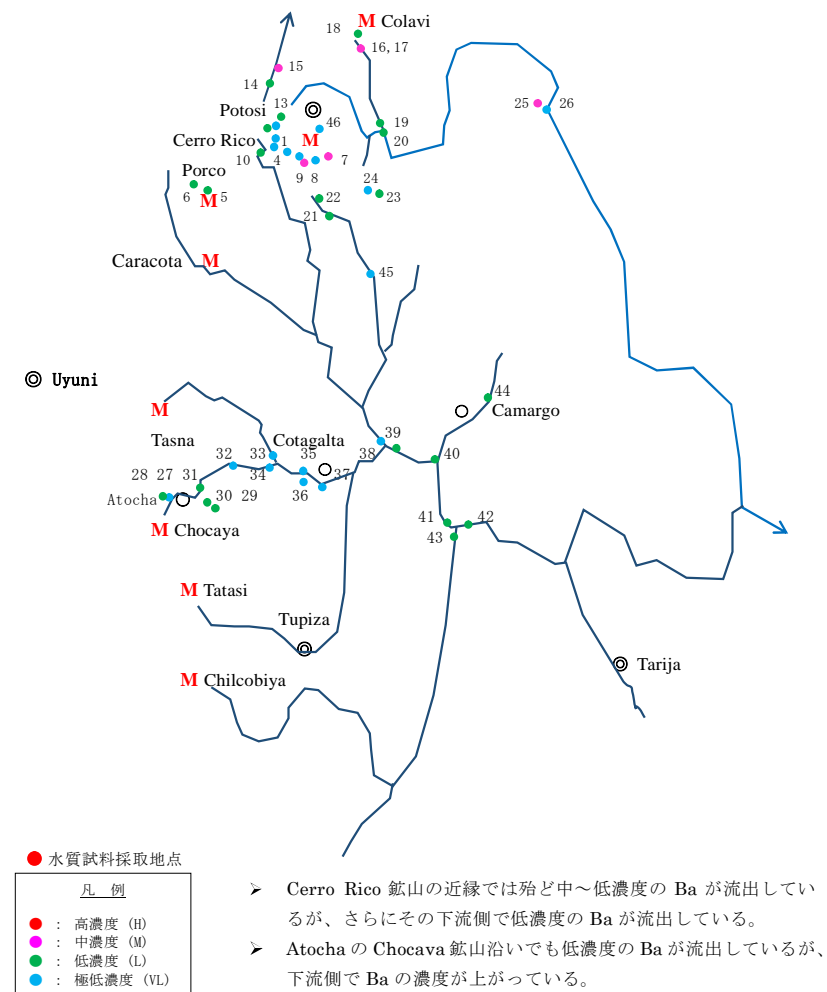 18 M Colavi
16,17
15
14
13
Potosi
46
19
25 26
Cerro Rico 1 M
20
10 4 7
Porco 9 8
24
6 5
M
22 23
21
Caracota M
45
Uyuni
44
M
Camargo
39
Tasna Cotagalta
32 33 35 38 40
28 27 31 34 37
Atocha 30 29 36
41 42
M Chocaya
43
M Tatasi
Tupiza
Tarija
M Chilcobiya
水質試料採取地点
凡 例
: 高濃度(H)
: 中濃度(M)
: 低濃度(L)
: 極低濃度(VL)
➢ Cerro Rico 鉱山の近縁では殆ど中～低濃度の Ba が流出してい
るが、さらにその下流側で低濃度の Ba が流出している。
➢ Atocha の Chocava 鉱山沿いでも低濃度の Ba が流出しているが、
下流側で Ba の濃度が上がっている。